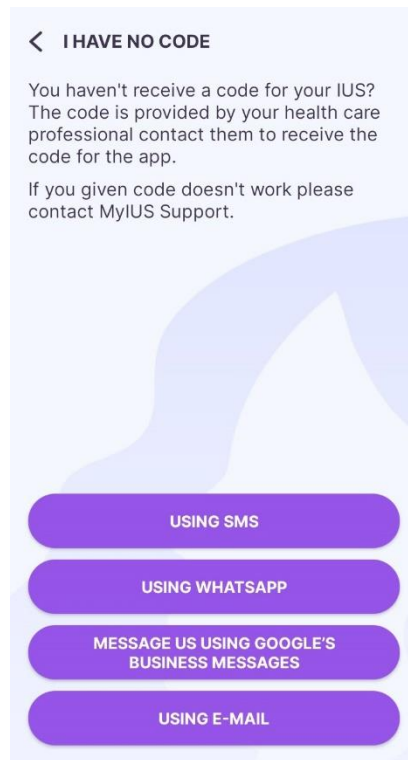 I HAVE NO CODE
You haven't receive a code for your IUS?
The code is provided by your health care
professional contact them to receive the
code for the app.
If you given code doesn't work please
contact MyIUS Support.
USING SMS
USING WHATSAPP
MESSAGE US USING GOOGLE’S
BUSINESS MESSAGES
USING E-MAIL